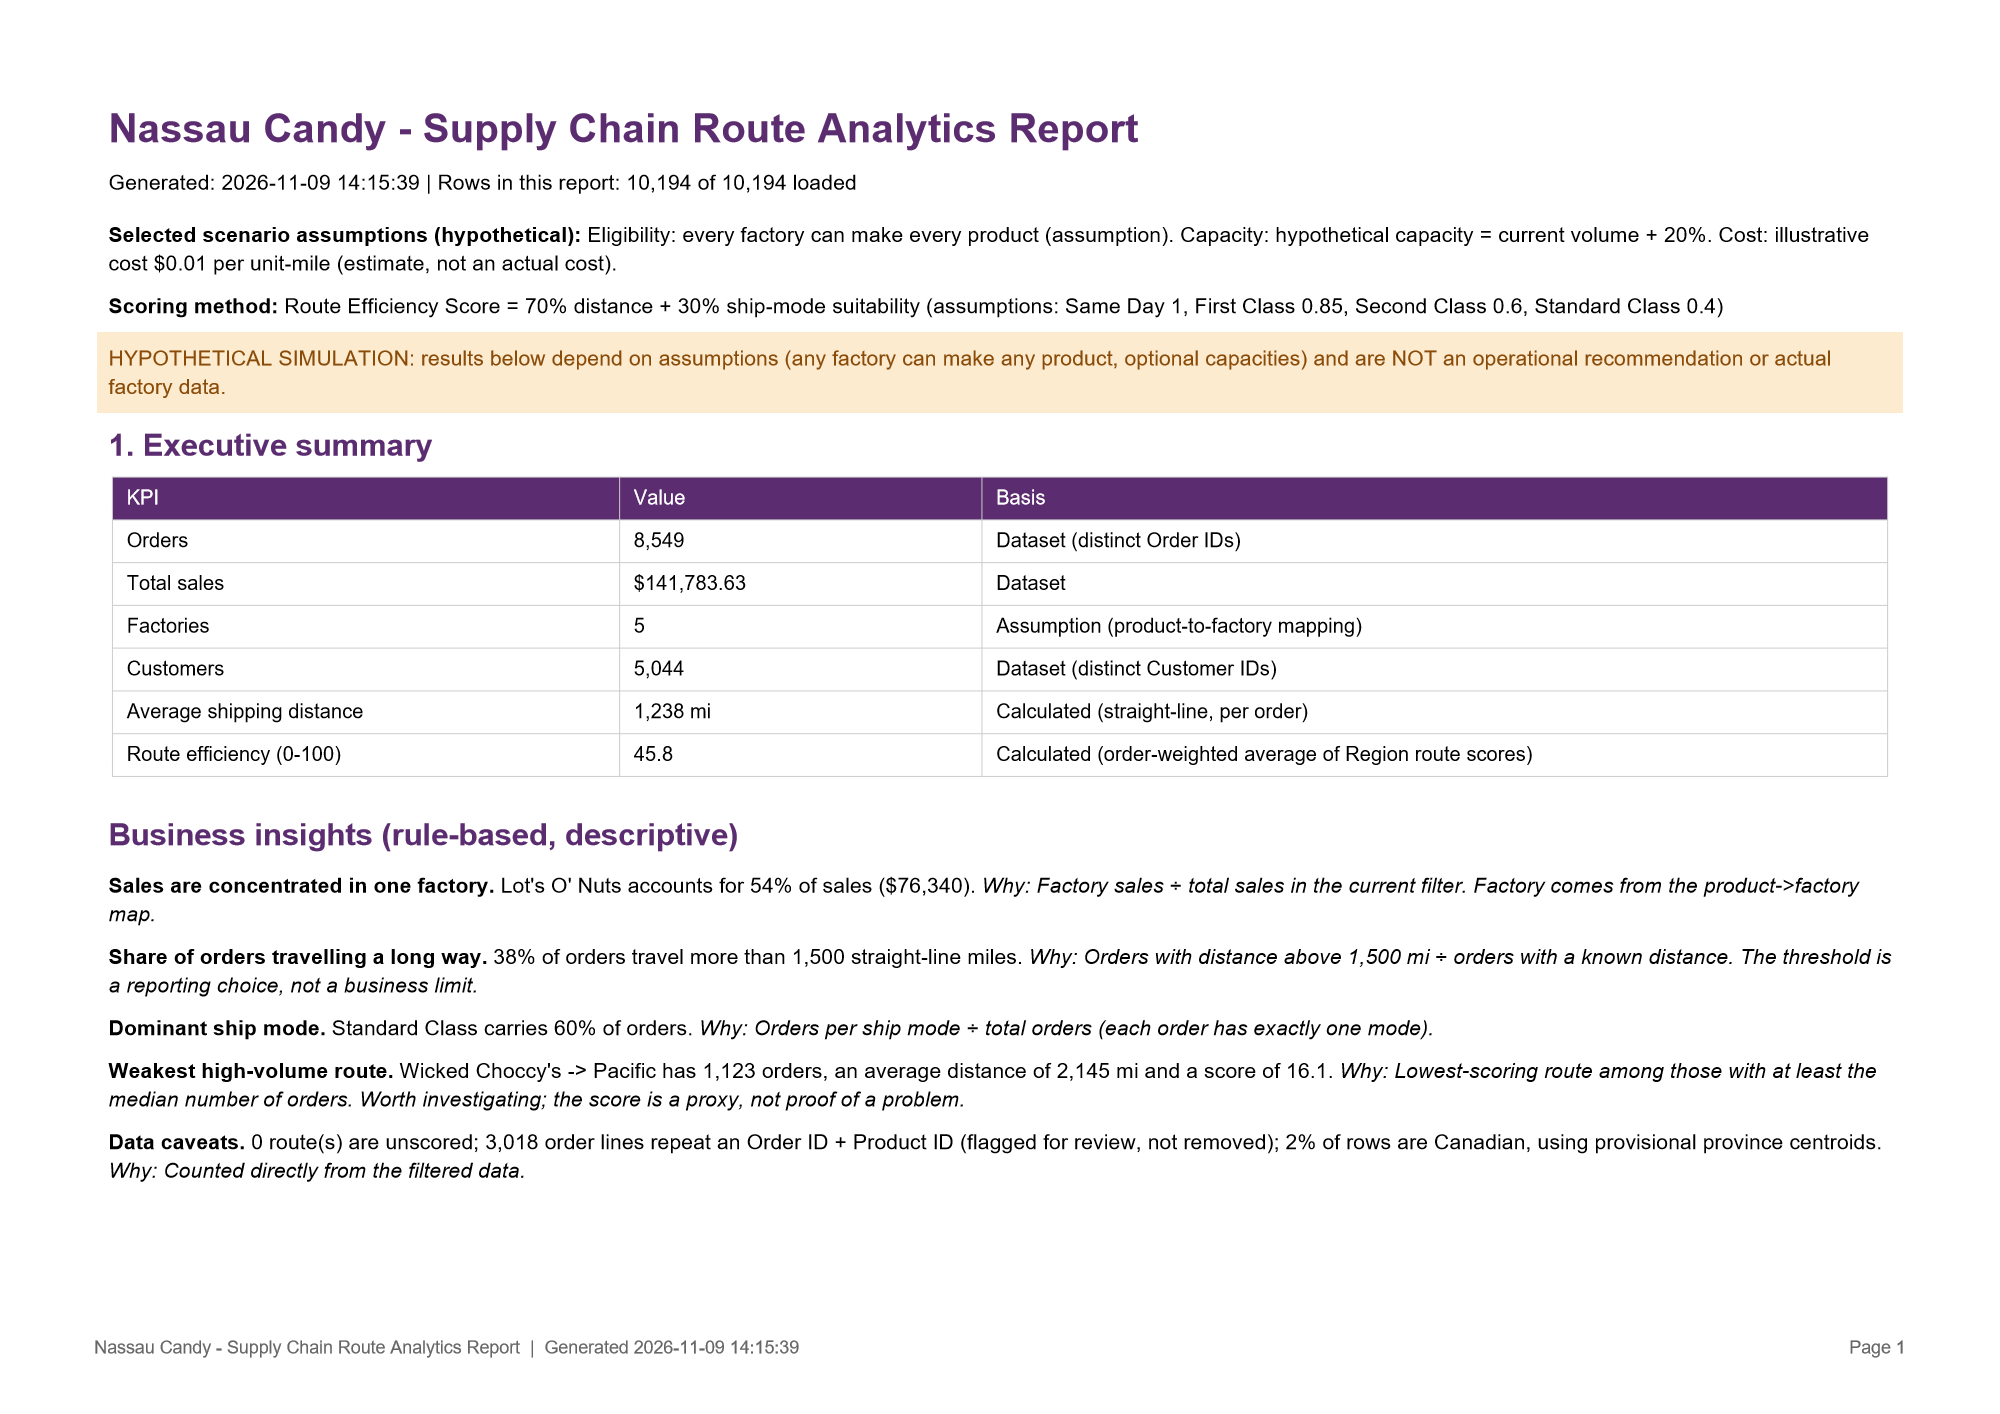 Nassau Candy - Supply Chain Route Analytics Report
Generated: 2026-11-09 14:15:39 | Rows in this report: 10,194 of 10,194 loaded
Selected scenario assumptions (hypothetical): Eligibility: every factory can make every product (assumption). Capacity: hypothetical capacity = current volume + 20%. Cost: illustrative
cost $0.01 per unit-mile (estimate, not an actual cost).
Scoring method: Route Efficiency Score = 70% distance + 30% ship-mode suitability (assumptions: Same Day 1, First Class 0.85, Second Class 0.6, Standard Class 0.4)
HYPOTHETICAL SIMULATION: results below depend on assumptions (any factory can make any product, optional capacities) and are NOT an operational recommendation or actual
factory data.
1. Executive summary
KPI Value Basis
Orders 8,549 Dataset (distinct Order IDs)
Total sales $141,783.63 Dataset
Factories 5 Assumption (product-to-factory mapping)
Customers 5,044 Dataset (distinct Customer IDs)
Average shipping distance 1,238 mi Calculated (straight-line, per order)
Route efficiency (0-100) 45.8 Calculated (order-weighted average of Region route scores)
Business insights (rule-based, descriptive)
Sales are concentrated in one factory. Lot's O' Nuts accounts for 54% of sales ($76,340). Why: Factory sales ÷ total sales in the current filter. Factory comes from the product->factory
map.
Share of orders travelling a long way. 38% of orders travel more than 1,500 straight-line miles. Why: Orders with distance above 1,500 mi ÷ orders with a known distance. The threshold is
a reporting choice, not a business limit.
Dominant ship mode. Standard Class carries 60% of orders. Why: Orders per ship mode ÷ total orders (each order has exactly one mode).
Weakest high-volume route. Wicked Choccy's -> Pacific has 1,123 orders, an average distance of 2,145 mi and a score of 16.1. Why: Lowest-scoring route among those with at least the
median number of orders. Worth investigating; the score is a proxy, not proof of a problem.
Data caveats. 0 route(s) are unscored; 3,018 order lines repeat an Order ID + Product ID (flagged for review, not removed); 2% of rows are Canadian, using provisional province centroids.
Why: Counted directly from the filtered data.
Nassau Candy - Supply Chain Route Analytics Report | Generated 2026-11-09 14:15:39 Page 1